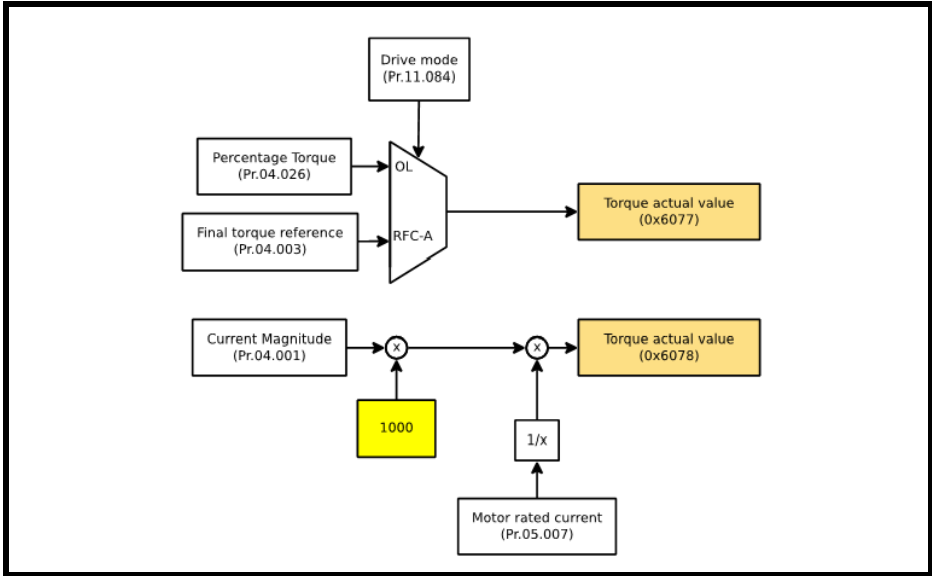 Drive mode
(Pr.11.084)
Percentage Torque
(Pr.04.026)
OL
Torque actual value
(0x6077)
Final torque reference
(Pr.04.003)
RFC-A
Current Magnitude
(Pr.04.001)
x
x
Torque actual value
(0x6078)
1000
1/x
Motor rated current
(Pr.05.007)